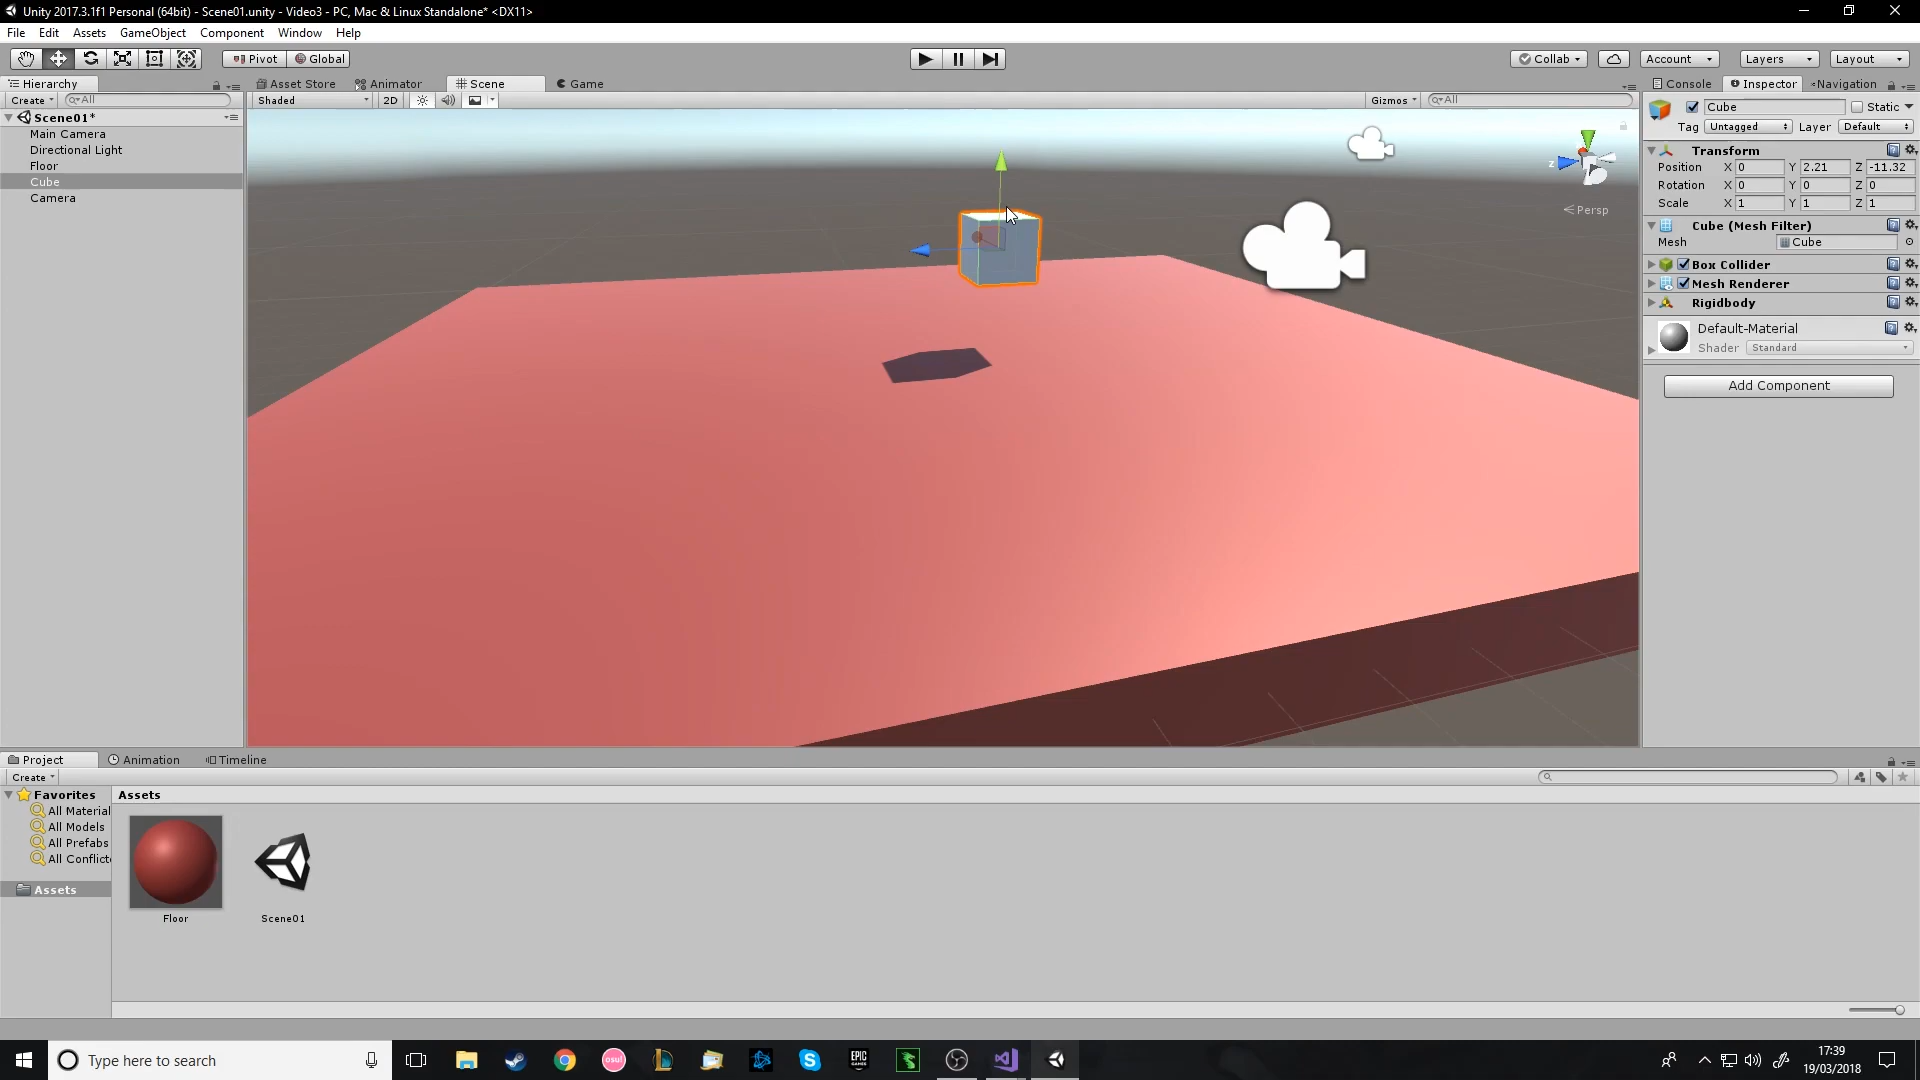 Unity 2017.3.1f1 Personal (64bit) - Scene01.unity - Video3 - PC, Mac & Linux Standalone* <DX11>
File Edit Assets GameObject Component Window Help
Pivot Global Collab Account Layers Layout
Hierarchy Asset Store Animator Scene Game Console Inspector Navigation
Create All Shaded 2D Gizmos All
Cube Static
Scene01*
Tag Untagged Layer Default
Main Camera
Directional Light
Transform
Floor
Position X 0 Y 2.21 Z -11.32
z
Cube
Rotation X 0 Y 0 Z 0
Camera
Scale X 1 Y 1 Z 1
Persp
Cube (Mesh Filter)
Mesh Cube
Box Collider
Mesh Renderer
Rigidbody
Default-Material
Shader Standard
Add Component
Project Animation Timeline
Create
Favorites
Assets
All Material
All Models
All Prefabs
All Conflict
Assets
Floor Scene01
Type here to search
osu!
EPIC
GAMES
17:39
19/03/2018